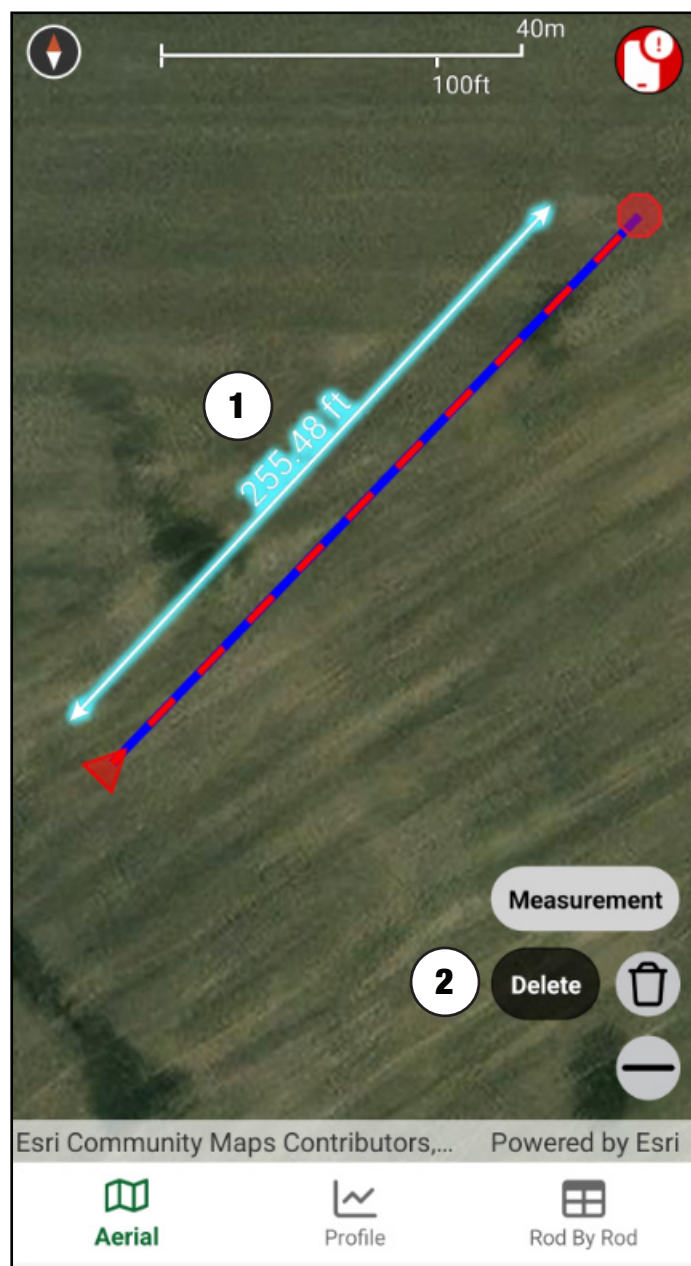 40m
100ft
!
1
255.48 ft
Measurement
2
Delete
Esri Community Maps Contributors,...
Powered by Esri
Aerial
Profile
Rod By Rod